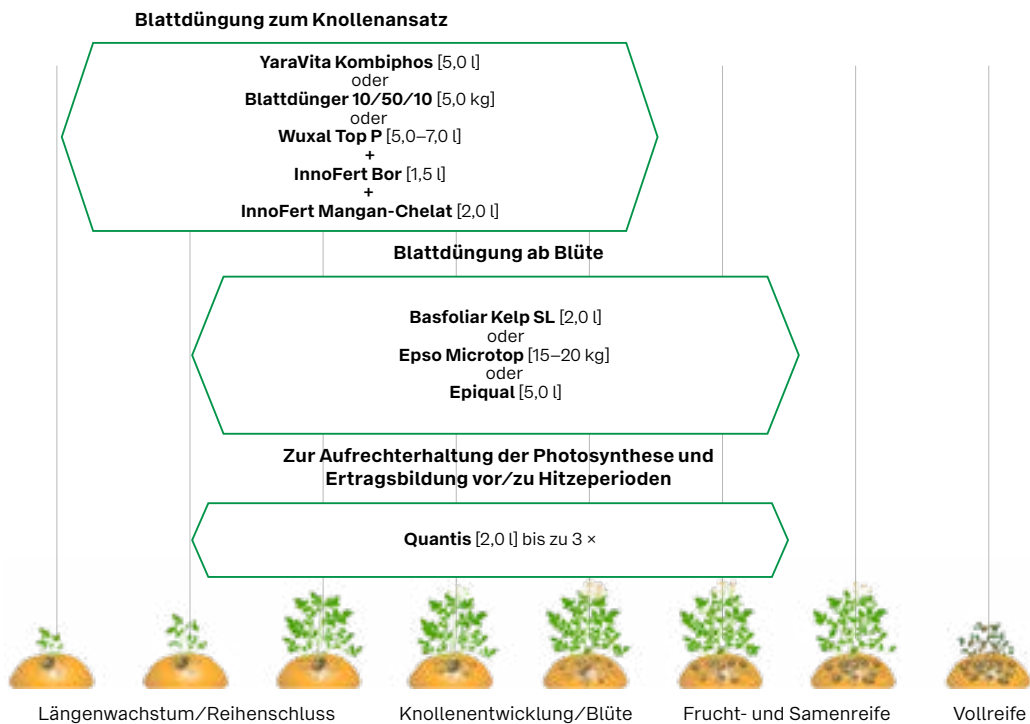 Blattdüngung zum Knollenansatz
YaraVita Kombiphos [5,0 l]
oder
Blattdünger 10/50/10 [5,0 kg]
oder
Wuxal Top P [5,0–7,0 l]
+
InnoFert Bor [1,5 l]
+
InnoFert Mangan-Chelat [2,0 l]
Blattdüngung ab Blüte
Basfoliar Kelp SL [2,0 l]
oder
Epso Microtop [15–20 kg]
oder
Epiqual [5,0 l]
Zur Aufrechterhaltung der Photosynthese und
Ertragsbildung vor/zu Hitzeperioden
Quantis [2,0 l] bis zu 3 ×
Längenwachstum/Reihenschluss
Knollenentwicklung/Blüte
Frucht- und Samenreife
Vollreife